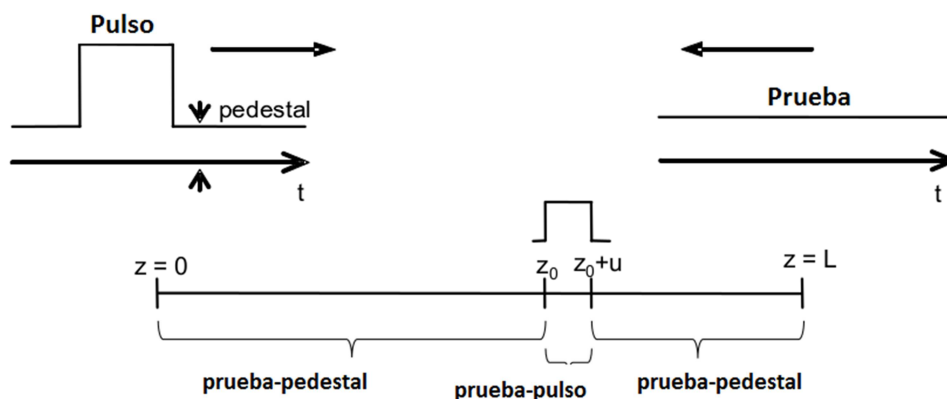 Pulso
pedestal
Prueba
t
t
z = 0
z₀
z₀+u
z = L
prueba-pedestal
prueba-pulso
prueba-pedestal